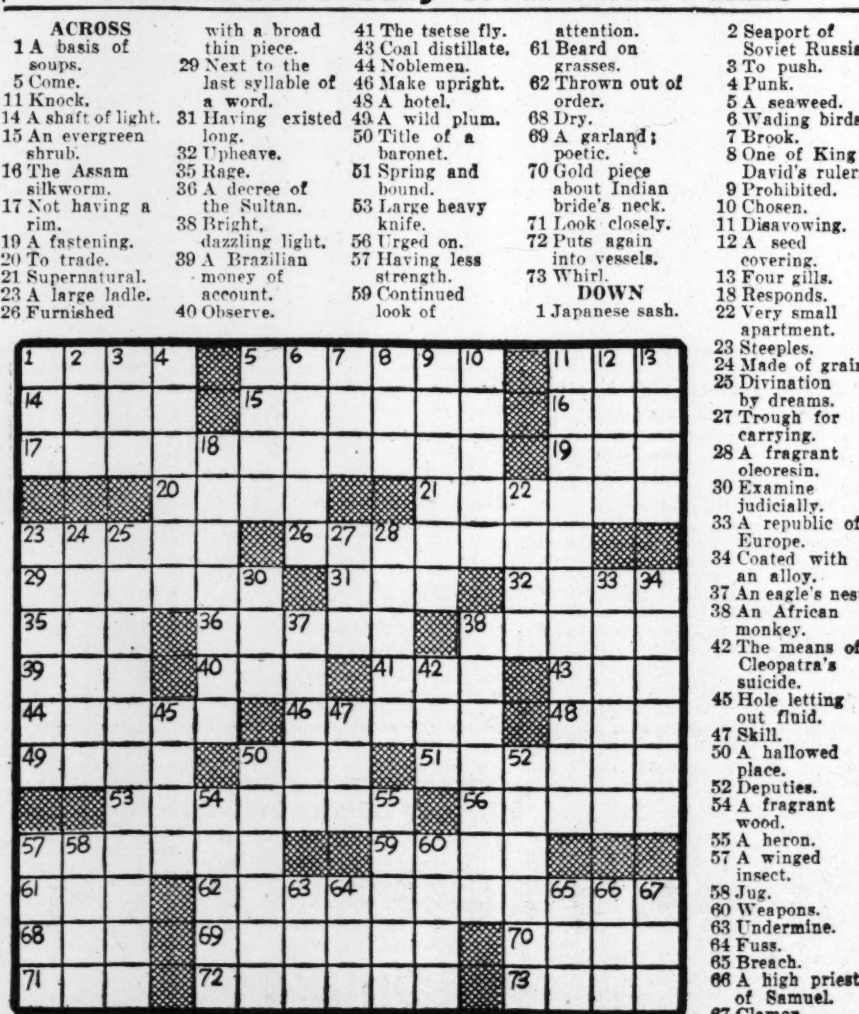 ACROSS
1 A basis of
soups.
5 Come.
11 Knock.
14 A shaft of light.
15 An evergreen
shrub.
16 The Assam
silkworm.
17 Not having a
rim.
19 A fastening.
20 To trade.
21 Supernatural.
23 A large ladle.
26 Furnished
with a broad
thin piece.
29 Next to the
last syllable of
a word.
31 Having existed
long.
32 Upheave.
35 Rage.
36 A decree of
the Sultan.
38 Bright,
dazzling light.
39 A Brazilian
money of
account.
40 Observe.
41 The tsetse fly.
43 Coal distillate.
44 Noblemen.
46 Make upright.
48 A hotel.
49 A wild plum.
50 Title of a
baronet.
51 Spring and
bound.
53 Large heavy
knife.
56 Urged on.
57 Having less
strength.
59 Continued
look of
attention.
61 Beard on
grasses.
62 Thrown out of
order.
68 Dry.
69 A garland;
poetic.
70 Gold piece
about Indian
bride's neck.
71 Look closely.
72 Puts again
into vessels.
73 Whirl.
DOWN
1 Japanese sash.
2 Seaport of
Soviet Russia
3 To push.
4 Punk.
5 A seaweed.
6 Wading birds
7 Brook.
8 One of King
David's ruler
9 Prohibited.
10 Chosen.
11 Disavowing.
12 A seed
covering.
13 Four gills.
18 Responds.
22 Very small
apartment.
23 Steeples.
24 Made of grain
25 Divination
by dreams.
27 Trough for
carrying.
28 A fragrant
oleoresin.
30 Examine
judicially.
33 A republic of
Europe.
34 Coated with
an alloy.
37 An eagle's nes
38 An African
monkey.
42 The means of
Cleopatra's
suicide.
45 Hole letting
out fluid.
47 Skill.
50 A hallowed
place.
52 Deputies.
54 A fragrant
wood.
55 A heron.
57 A winged
insect.
58 Jug.
60 Weapons.
63 Undermine.
64 Fuss.
65 Breach.
66 A high priest
of Samuel.
67 Clamor.
1 2 3 4 5 6 7 8 9 10 11 12 13
14 15 16
17 18 19
20 21 22
23 24 25 26 27 28
29 30 31 32 33 34
35 36 37 38
39 40 41 42 43
44 45 46 47 48
49 50 51 52
53 54 55 56
57 58 59 60
61 62 63 64 65 66 67
68 69 70
71 72 73